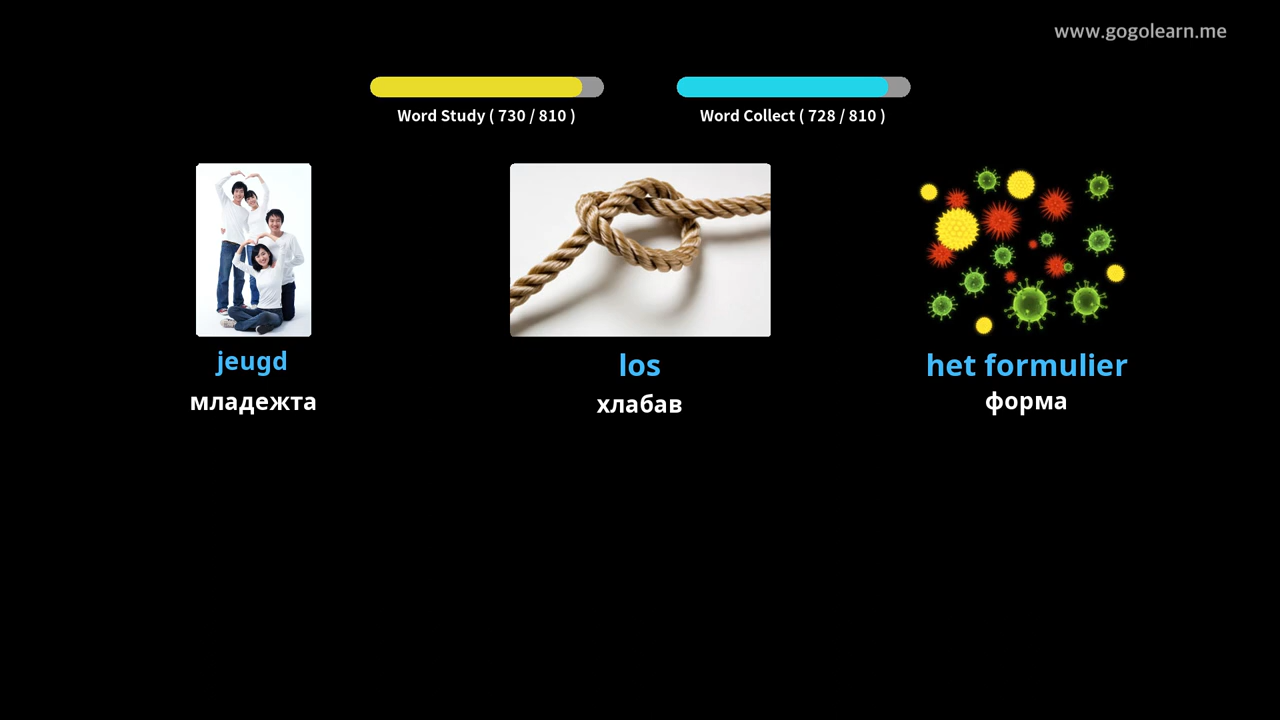 www.gogolearn.me
Word Study ( 730 / 810 )
Word Collect ( 728 / 810 )
jeugd
младежта
los
хлабав
het formulier
форма